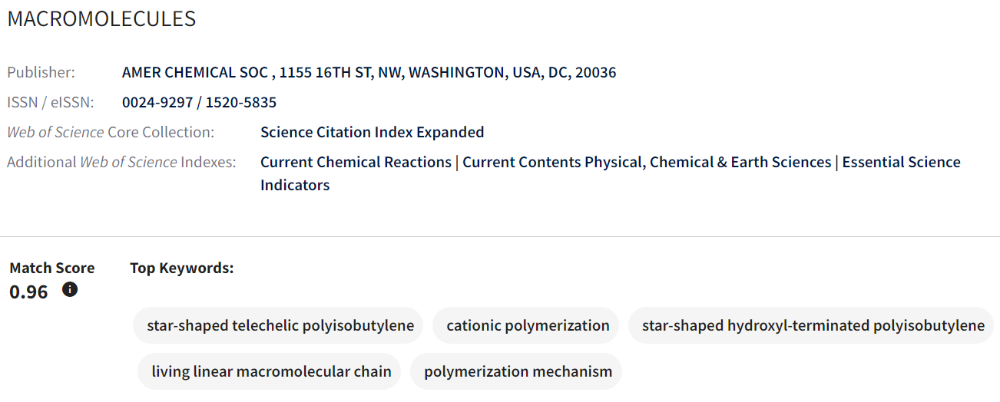 MACROMOLECULES
Publisher: AMER CHEMICAL SOC , 1155 16TH ST, NW, WASHINGTON, USA, DC, 20036
ISSN / eISSN: 0024-9297 / 1520-5835
Web of Science Core Collection: Science Citation Index Expanded
Additional Web of Science Indexes: Current Chemical Reactions | Current Contents Physical, Chemical & Earth Sciences | Essential Science
Indicators
Match Score Top Keywords:
0.96 i
star-shaped telechelic polyisobutylene cationic polymerization star-shaped hydroxyl-terminated polyisobutylene
living linear macromolecular chain polymerization mechanism